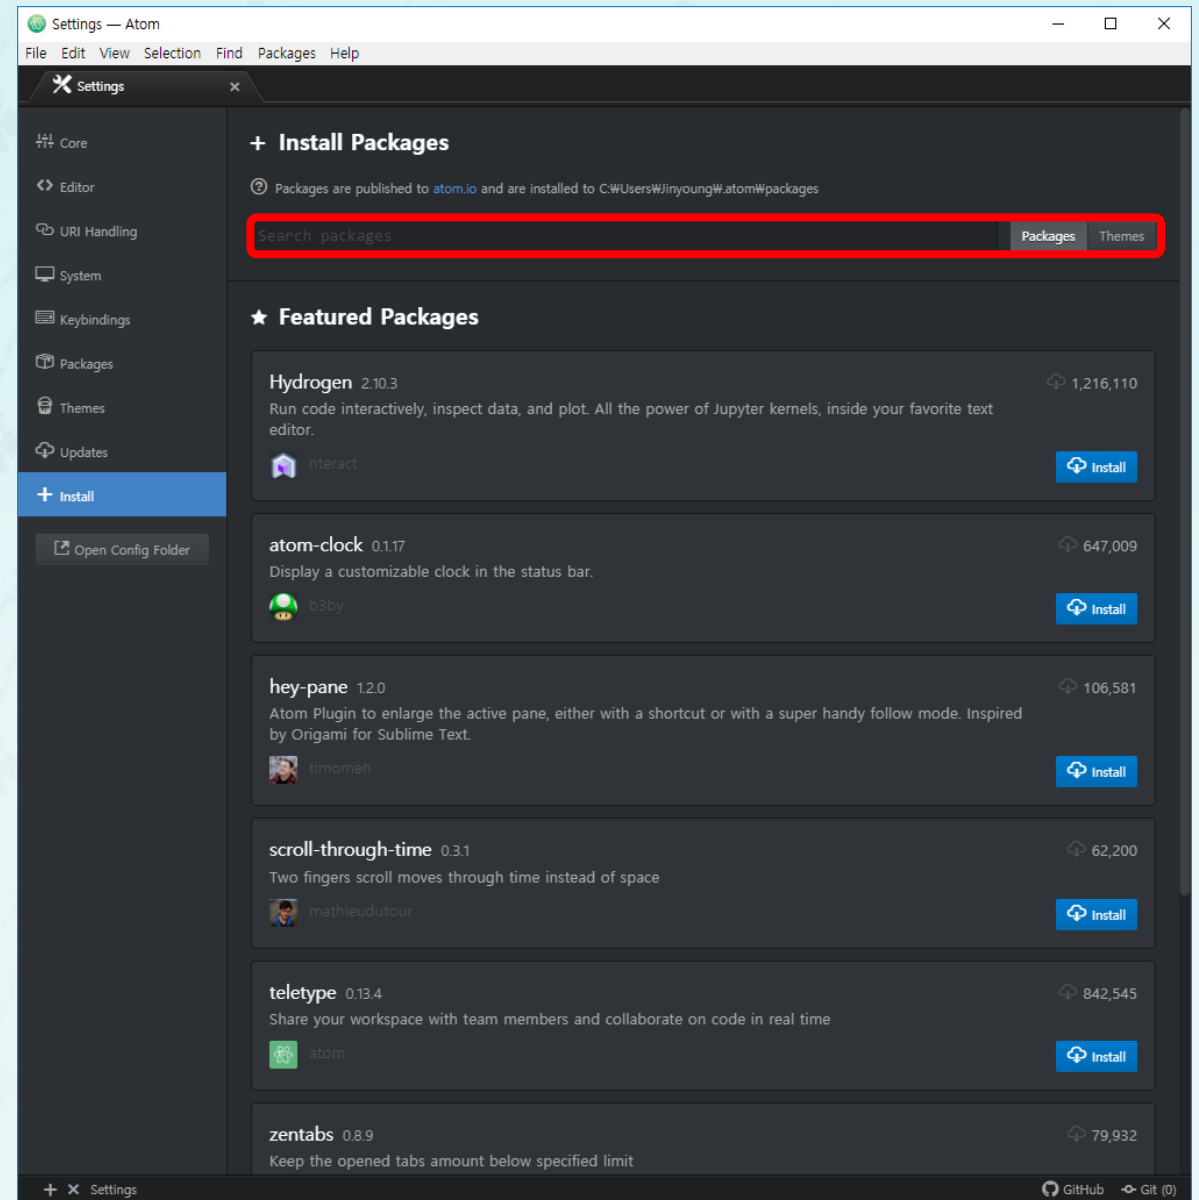 Settings — Atom
File Edit View Selection Find Packages Help
Settings
Core
Editor
URI Handling
System
Keybindings
Packages
Themes
Updates
Install
Open Config Folder
Install Packages
Packages are published to atom.io and are installed to C:₩Users₩Jinyoung₩.atom₩packages
Search packages
Packages Themes
Featured Packages
Hydrogen 2.10.3 1,216,110
Run code interactively, inspect data, and plot. All the power of Jupyter kernels, inside your favorite text
editor.
nteract Install
atom-clock 0.1.17 647,009
Display a customizable clock in the status bar.
b3by Install
hey-pane 1.2.0 106,581
Atom Plugin to enlarge the active pane, either with a shortcut or with a super handy follow mode. Inspired
by Origami for Sublime Text.
timomeh Install
scroll-through-time 0.3.1 62,200
Two fingers scroll moves through time instead of space
mathieudutour Install
teletype 0.13.4 842,545
Share your workspace with team members and collaborate on code in real time
atom Install
zentabs 0.8.9 79,932
Keep the opened tabs amount below specified limit
Settings GitHub Git (0)